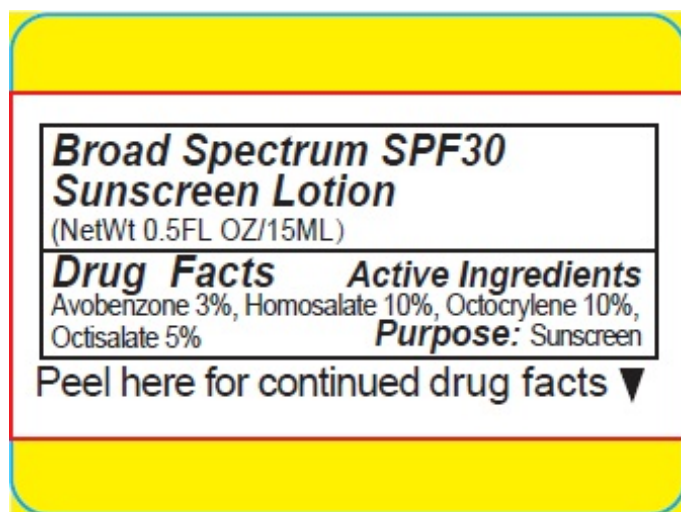 Broad Spectrum SPF30
Sunscreen Lotion
(NetWt 0.5FL OZ/15ML)
Drug Facts Active Ingredients
Avobenzone 3%, Homosalate 10%, Octocrylene 10%,
Octisalate 5% Purpose: Sunscreen
Peel here for continued drug facts ▼